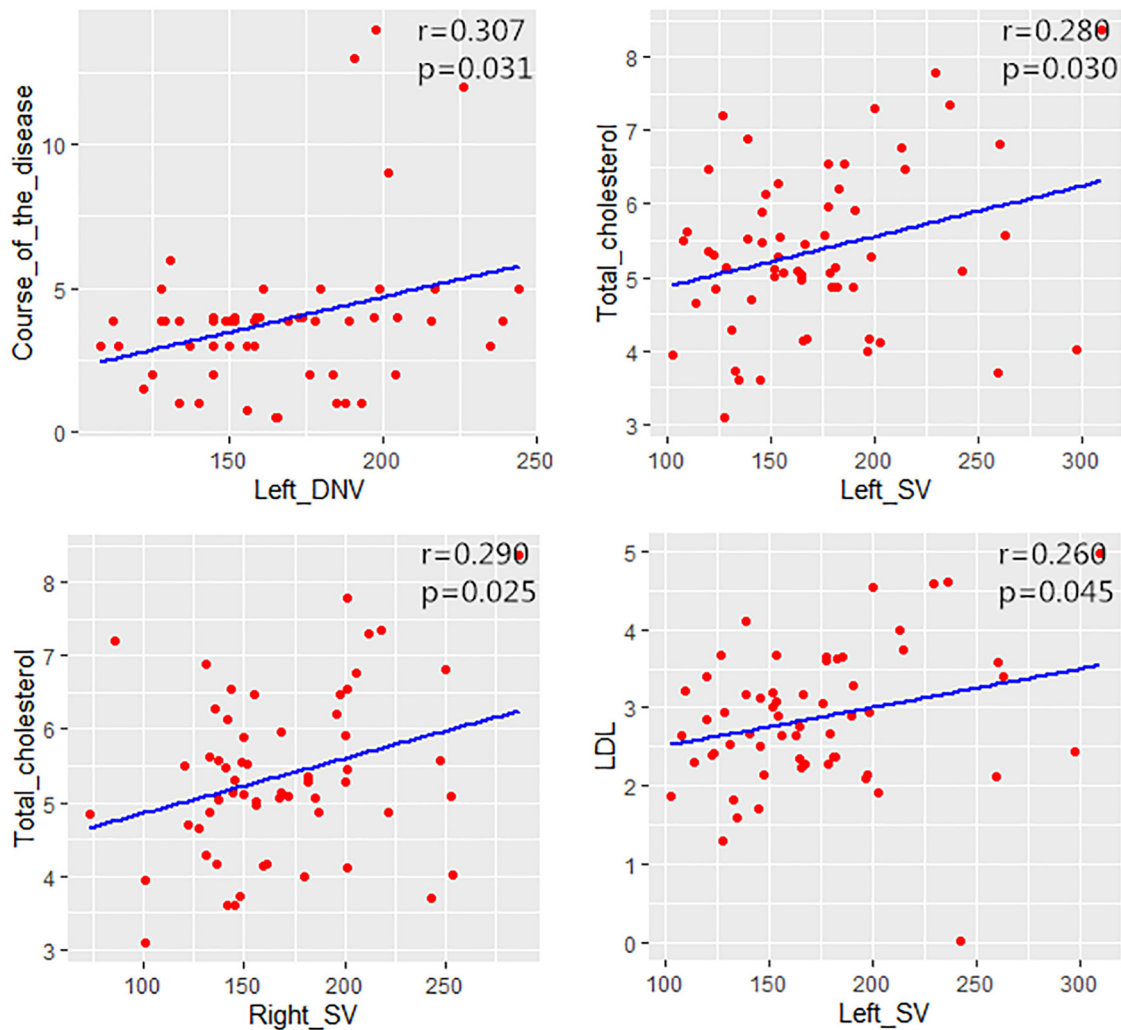 r=0.307
p=0.031
Course_of_the_disease
10
5
0
150
200
250
Left_DNV
r=0.280
p=0.030
Total_cholesterol
8
7
6
5
4
3
100
150
200
250
300
Left_SV
r=0.290
p=0.025
Total_cholesterol
8
7
6
5
4
3
100
150
200
250
Right_SV
r=0.260
p=0.045
LDL
5
4
3
2
1
0
100
150
200
250
300
Left_SV